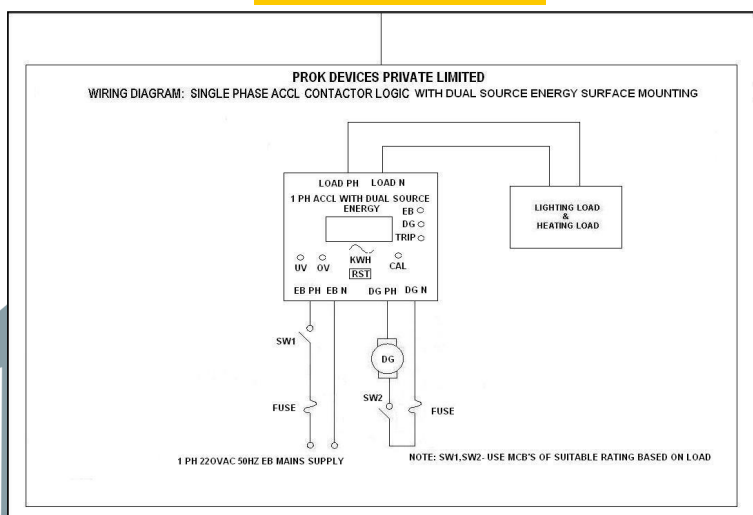 PROK DEVICES PRIVATE LIMITED
WIRING DIAGRAM: SINGLE PHASE ACCL CONTACTOR LOGIC WITH DUAL SOURCE ENERGY SURFACE MOUNTING
LOAD PH LOAD N
1 PH ACCL WITH DUAL SOURCE
ENERGY
EB
DG
TRIP
UV OV
KWH
CAL
RST
EB PH EB N DG PH DG N
LIGHTING LOAD
&
HEATING LOAD
SW1
DG
SW2
FUSE
FUSE
1 PH 220VAC 50HZ EB MAINS SUPPLY
NOTE: SW1,SW2- USE MCB'S OF SUITABLE RATING BASED ON LOAD